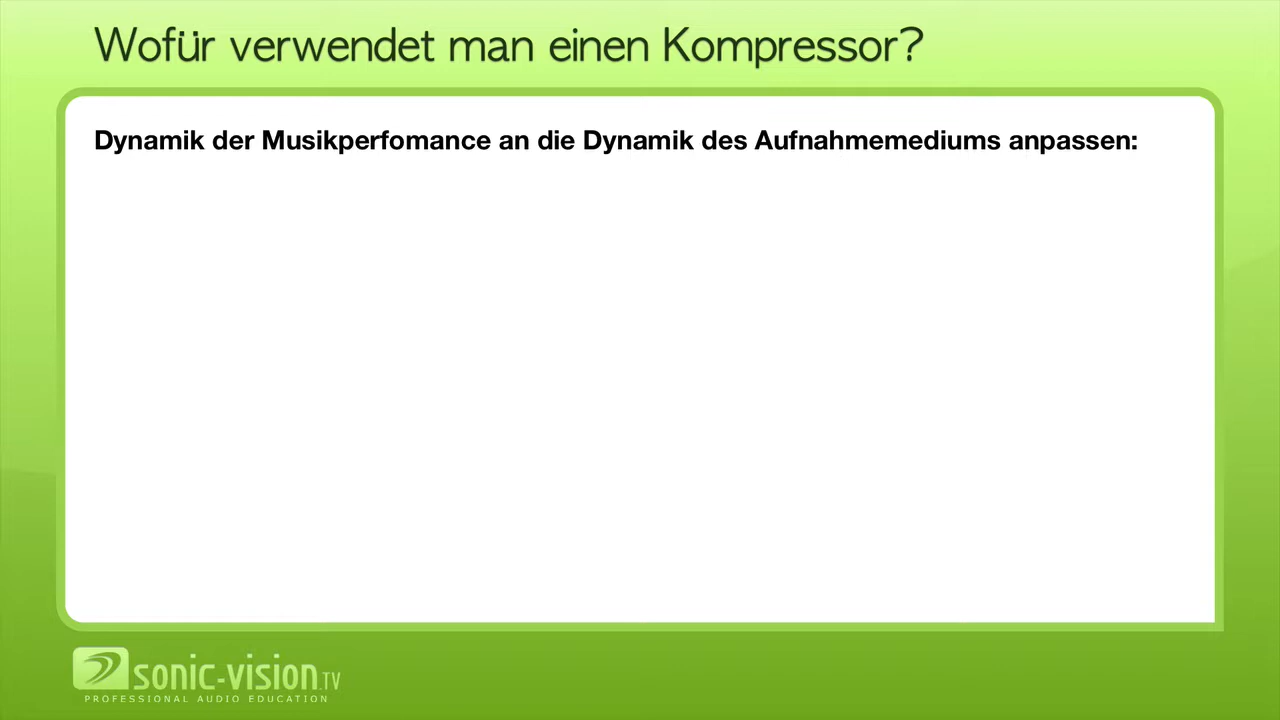 Wofür verwendet man einen Kompressor?
Dynamik der Musikperfomance an die Dynamik des Aufnahmemediums anpassen:
sonic-vision.TV
PROFESSIONAL AUDIO EDUCATION